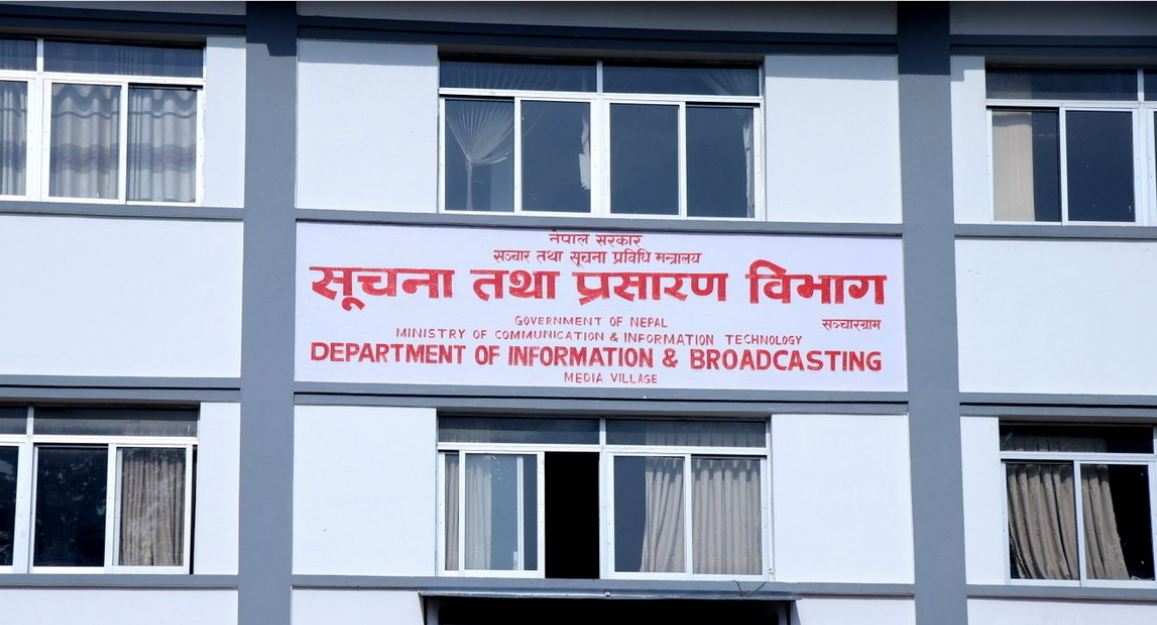 नेपाल सरकार
सञ्चार तथा सूचना प्रविधि मन्त्रालय
सूचना तथा प्रसारण विभाग
सञ्चारग्राम
GOVERNMENT OF NEPAL
MINISTRY OF COMMUNICATION & INFORMATION TECHNOLOGY
DEPARTMENT OF INFORMATION & BROADCASTING
MEDIA VILLAGE